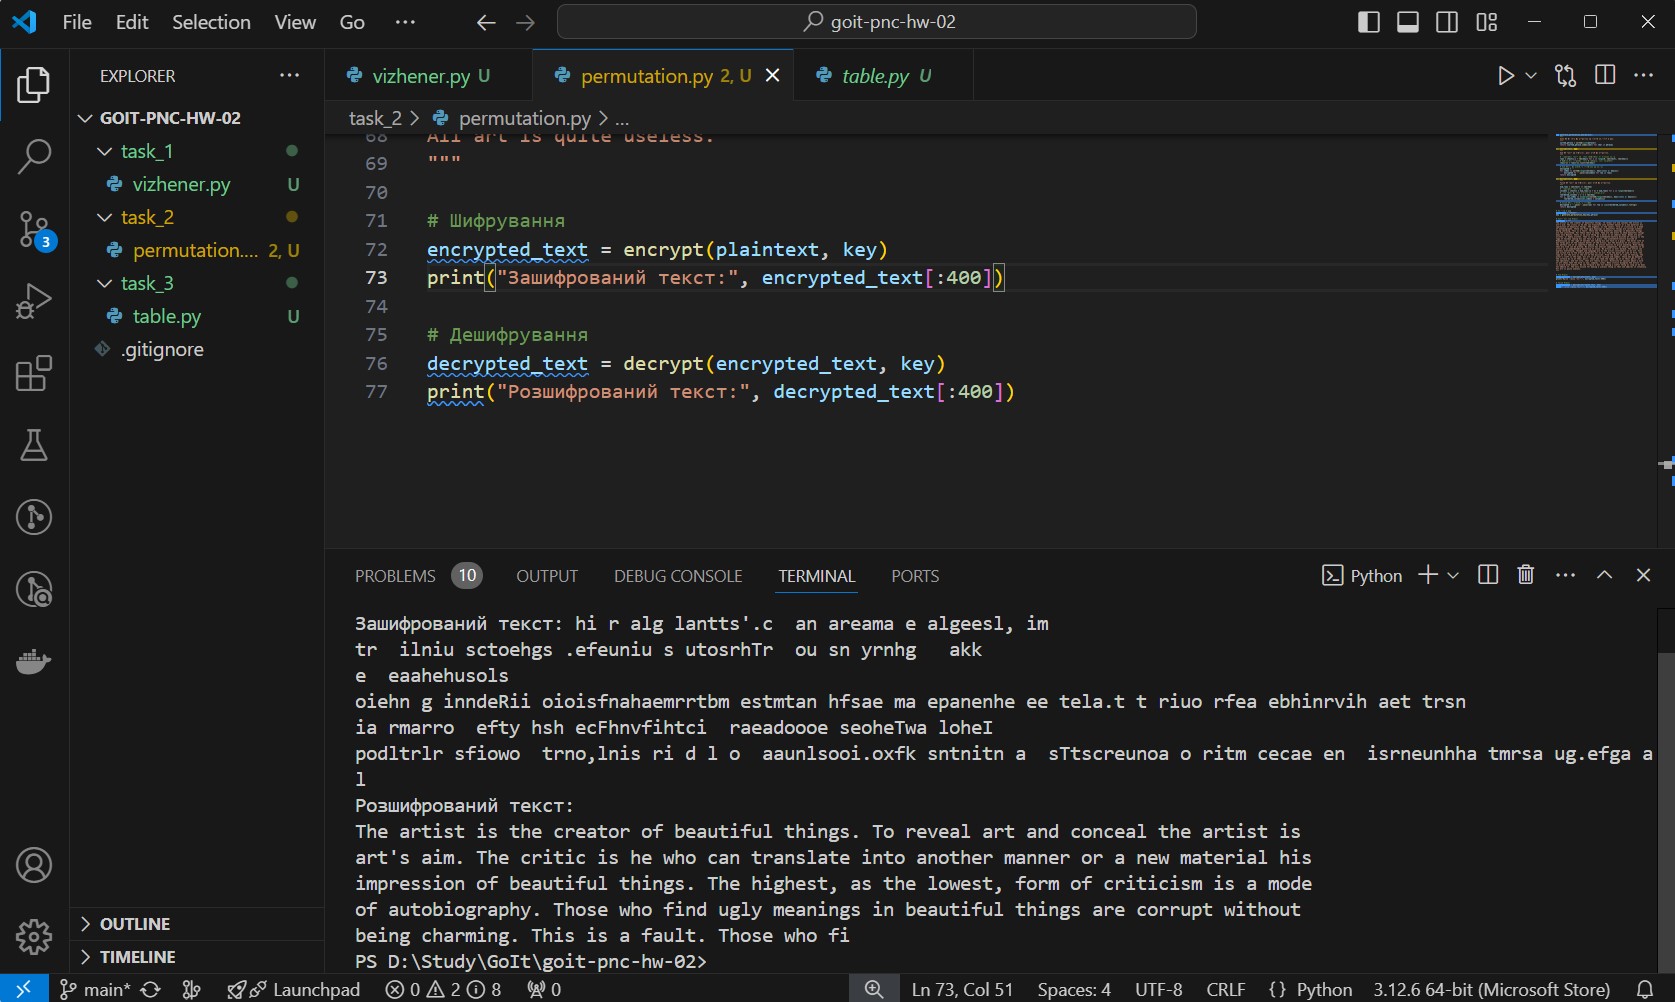 File Edit Selection View Go ··· goit-pnc-hw-02
EXPLORER ···
GOIT-PNC-HW-02
task_1
vizhener.py U
task_2
permutation.... 2, U
task_3
table.py U
.gitignore
OUTLINE
TIMELINE
3
vizhener.py U permutation.py 2, U table.py U
task_2 > permutation.py > ...
68 All art is quite useless.
69 """
70
71 # Шифрування
72 encrypted_text = encrypt(plaintext, key)
73 print("Зашифрований текст:", encrypted_text[:400])
74
75 # Дешифрування
76 decrypted_text = decrypt(encrypted_text, key)
77 print("Розшифрований текст:", decrypted_text[:400])
PROBLEMS 10 OUTPUT DEBUG CONSOLE TERMINAL PORTS Python
Зашифрований текст: hi r alg lantts'.c  an areama e algeesl, im
tr  ilniu sctoehgs .efeuniu s utosrhTr  ou sn yrnhg   akk
e  eaahehusols
oiehn g inndeRii oioisfnahaemrrtbm estmtan hfsae ma epanenhe ee tela.t t riuo rfea ebhinrvih aet trsn
ia rmarro  efty hsh ecFhnvfihtci  raeadoooe seoheTwa loheI
podltrlr sfiowo  trno,lnis ri d l o  aaunlsooi.oxfk sntnitn a  sTtscreunoa o ritm cecae en  isrneunhha tmrsa ug.efga a
l
Розшифрований текст:
The artist is the creator of beautiful things. To reveal art and conceal the artist is
art's aim. The critic is he who can translate into another manner or a new material his
impression of beautiful things. The highest, as the lowest, form of criticism is a mode
of autobiography. Those who find ugly meanings in beautiful things are corrupt without
being charming. This is a fault. Those who fi
PS D:\Study\GoIt\goit-pnc-hw-02>
main* Launchpad 0 2 8 0 Ln 73, Col 51 Spaces: 4 UTF-8 CRLF {} Python 3.12.6 64-bit (Microsoft Store)